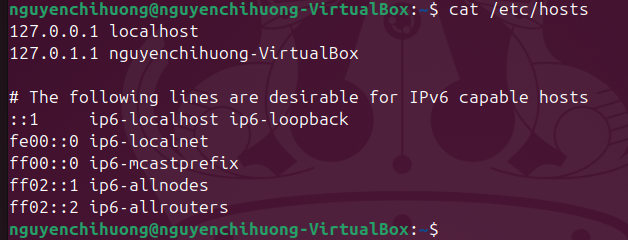 nguyenchihuong@nguyenchihuong-VirtualBox:~$ cat /etc/hosts
127.0.0.1 localhost
127.0.1.1 nguyenchihuong-VirtualBox
# The following lines are desirable for IPv6 capable hosts
::1     ip6-localhost ip6-loopback
fe00::0 ip6-localnet
ff00::0 ip6-mcastprefix
ff02::1 ip6-allnodes
ff02::2 ip6-allrouters
nguyenchihuong@nguyenchihuong-VirtualBox:~$